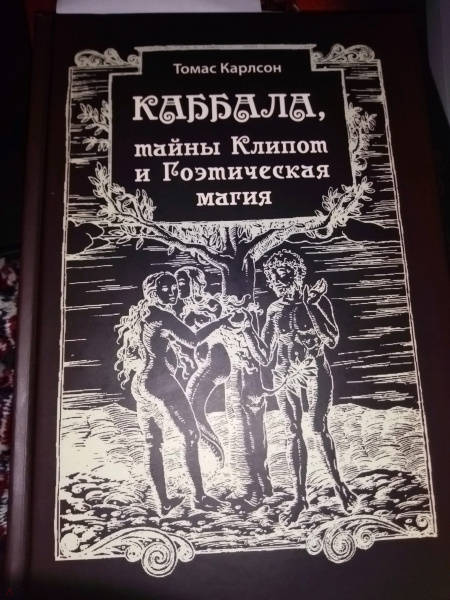 Томас Карлсон
КАББАЛА,
тайны Клипот
и Гоэтическая
магия